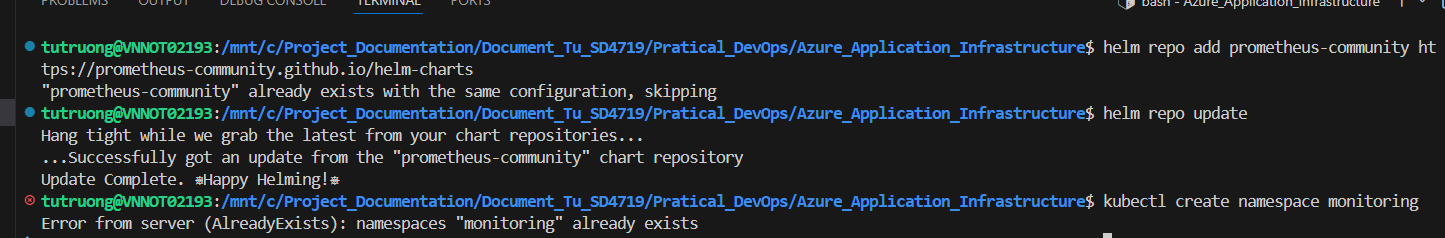 PROBLEMS OUTPUT DEBUG CONSOLE TERMINAL PORTS bash - Azure_Application_Infrastructure
tutruong@VNNOT02193:/mnt/c/Project_Documentation/Document_Tu_SD4719/Pratical_DevOps/Azure_Application_Infrastructure$ helm repo add prometheus-community ht
tps://prometheus-community.github.io/helm-charts
"prometheus-community" already exists with the same configuration, skipping
tutruong@VNNOT02193:/mnt/c/Project_Documentation/Document_Tu_SD4719/Pratical_DevOps/Azure_Application_Infrastructure$ helm repo update
Hang tight while we grab the latest from your chart repositories...
...Successfully got an update from the "prometheus-community" chart repository
Update Complete. ⎈Happy Helming!⎈
tutruong@VNNOT02193:/mnt/c/Project_Documentation/Document_Tu_SD4719/Pratical_DevOps/Azure_Application_Infrastructure$ kubectl create namespace monitoring
Error from server (AlreadyExists): namespaces "monitoring" already exists